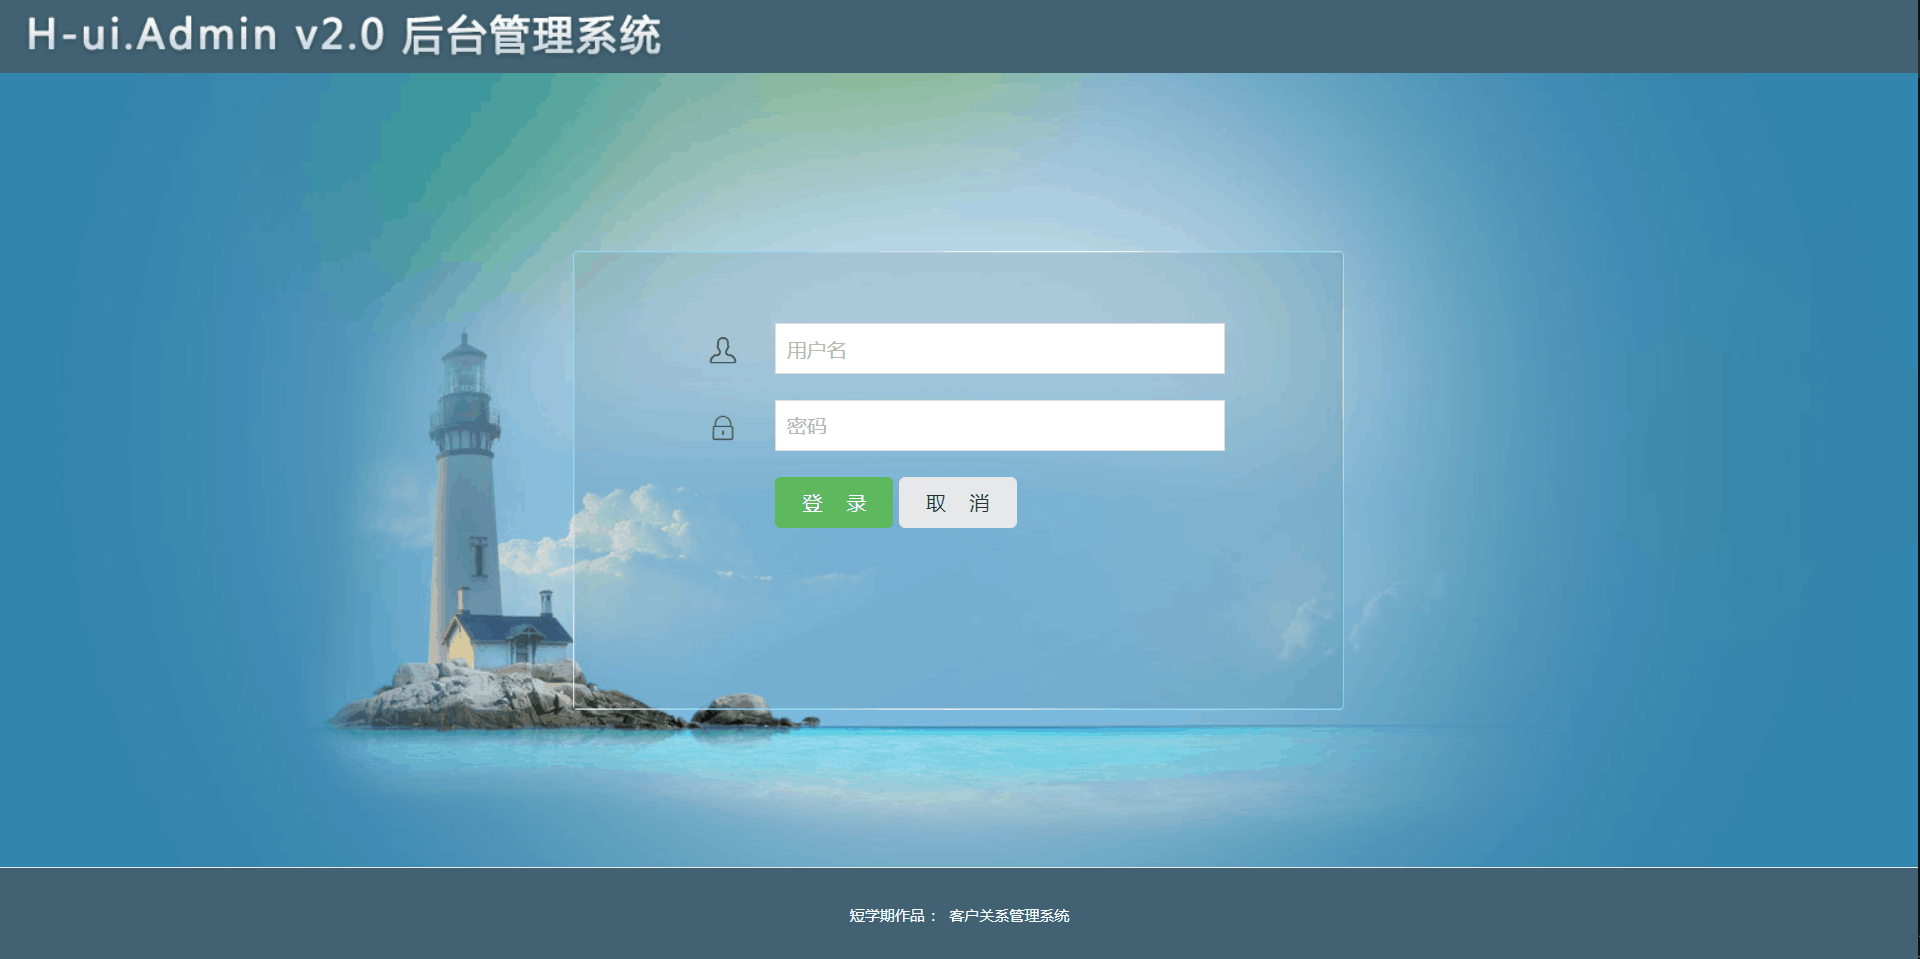 H-ui.Admin v2.0 后台管理系统
用户名
密码
登 录 取 消
短学期作品： 客户关系管理系统